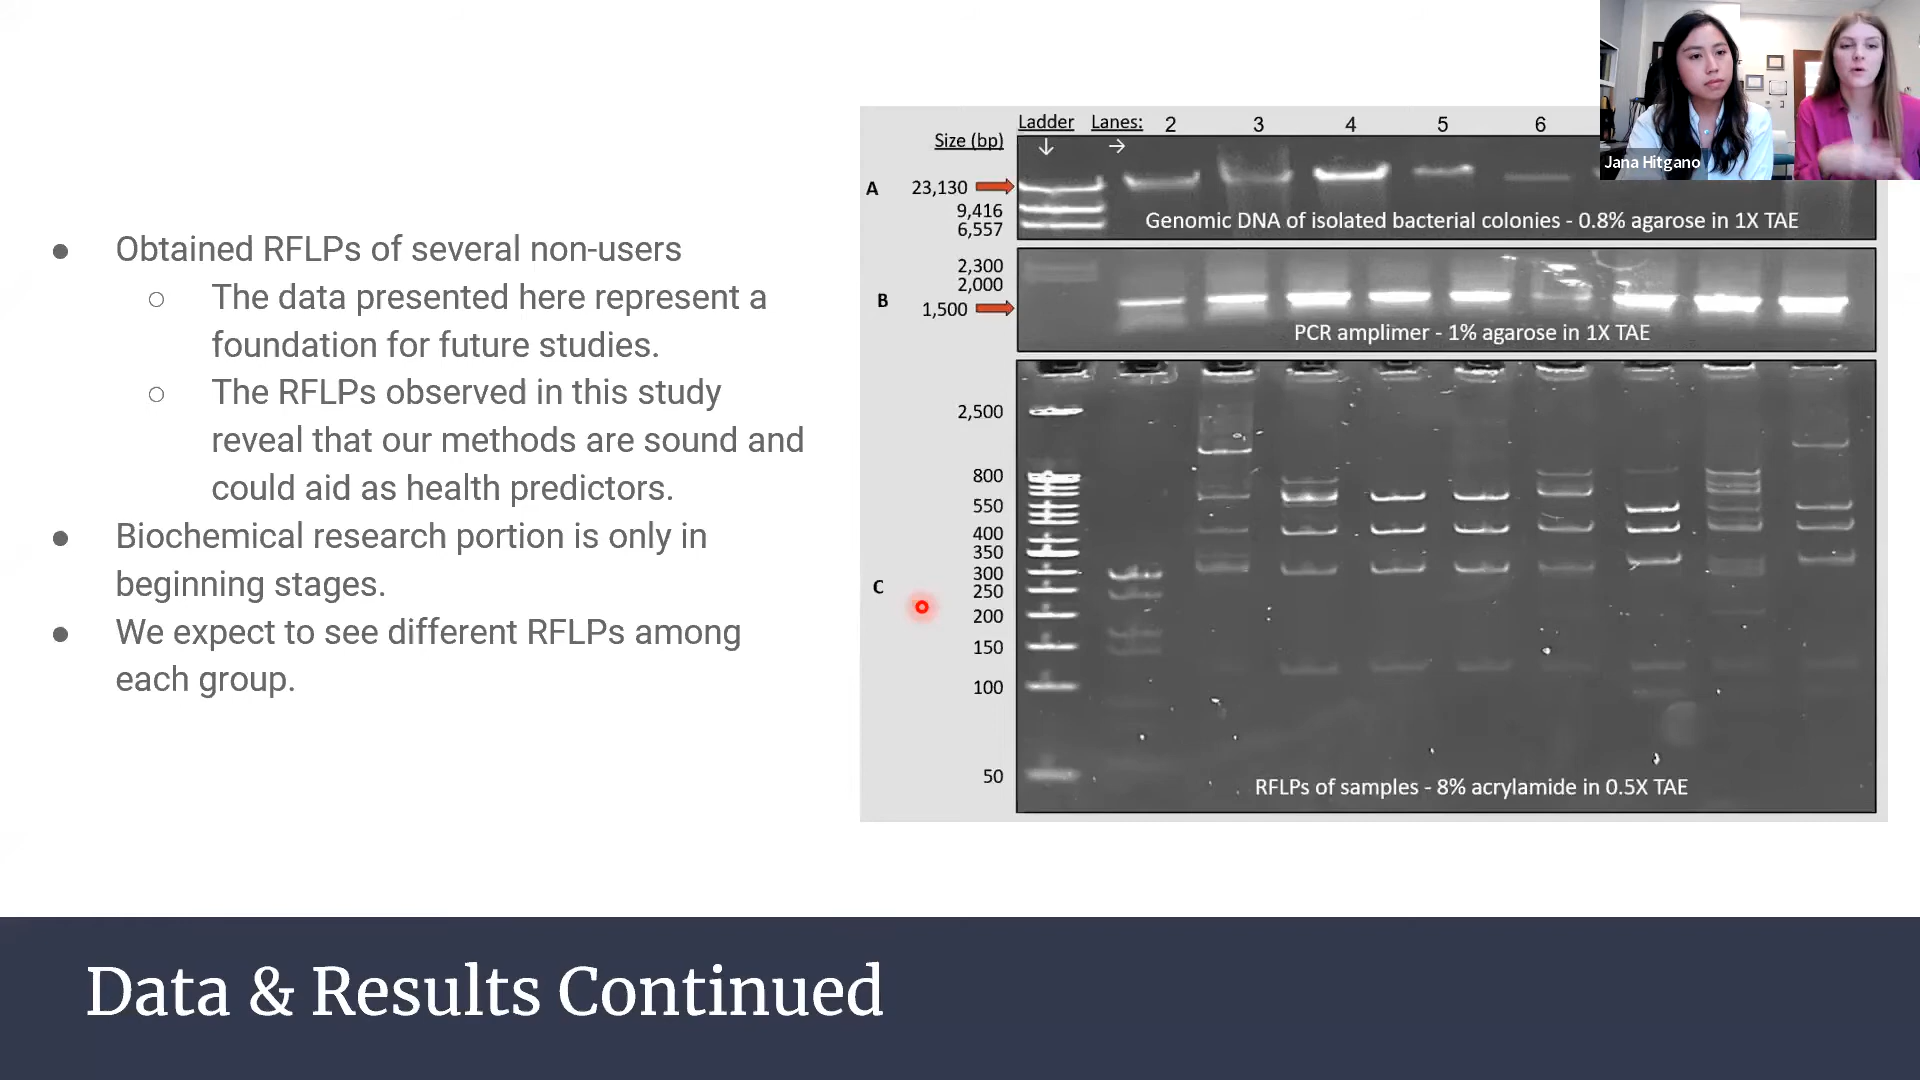 Jana Hitgano
Ladder Lanes: 2 3 4 5 6
Size (bp)
A 23,130
9,416
6,557
Genomic DNA of isolated bacterial colonies - 0.8% agarose in 1X TAE
2,300
2,000
B
1,500
PCR amplimer - 1% agarose in 1X TAE
2,500
800
550
400
350
300
C
250
200
150
100
50
RFLPs of samples - 8% acrylamide in 0.5X TAE
● Obtained RFLPs of several non-users
○ The data presented here represent a
foundation for future studies.
○ The RFLPs observed in this study
reveal that our methods are sound and
could aid as health predictors.
● Biochemical research portion is only in
beginning stages.
● We expect to see different RFLPs among
each group.
Data & Results Continued